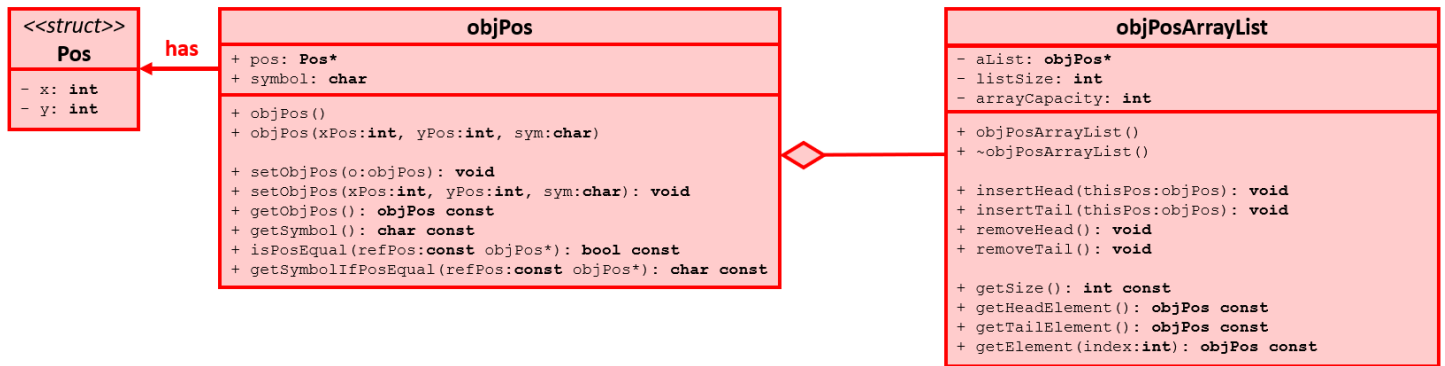 <<struct>>
Pos
- x: int
- y: int
has
objPos
+ pos: Pos*
+ symbol: char
+ objPos()
+ objPos(xPos:int, yPos:int, sym:char)
+ setObjPos(o:objPos): void
+ setObjPos(xPos:int, yPos:int, sym:char): void
+ getObjPos(): objPos const
+ getSymbol(): char const
+ isPosEqual(refPos:const objPos*): bool const
+ getSymbolIfPosEqual(refPos:const objPos*): char const
objPosArrayList
- aList: objPos*
- listSize: int
- arrayCapacity: int
+ objPosArrayList()
+ ~objPosArrayList()
+ insertHead(thisPos:objPos): void
+ insertTail(thisPos:objPos): void
+ removeHead(): void
+ removeTail(): void
+ getSize(): int const
+ getHeadElement(): objPos const
+ getTailElement(): objPos const
+ getElement(index:int): objPos const